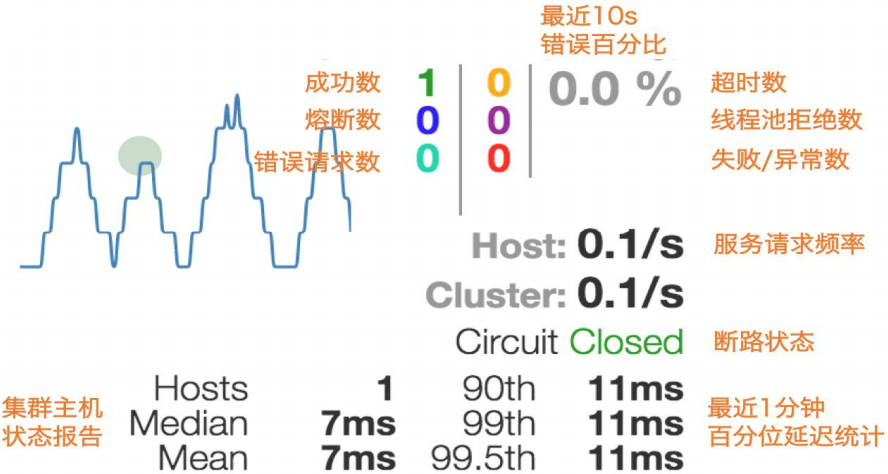 最近10s
错误百分比
成功数 1 0 0.0 % 超时数
熔断数 0 0 线程池拒绝数
错误请求数 0 0 失败/异常数
Host: 0.1/s 服务请求频率
Cluster: 0.1/s
Circuit Closed 断路状态
Hosts 1 90th 11ms
集群主机 最近1分钟
Median 7ms 99th 11ms
状态报告 百分位延迟统计
Mean 7ms 99.5th 11ms